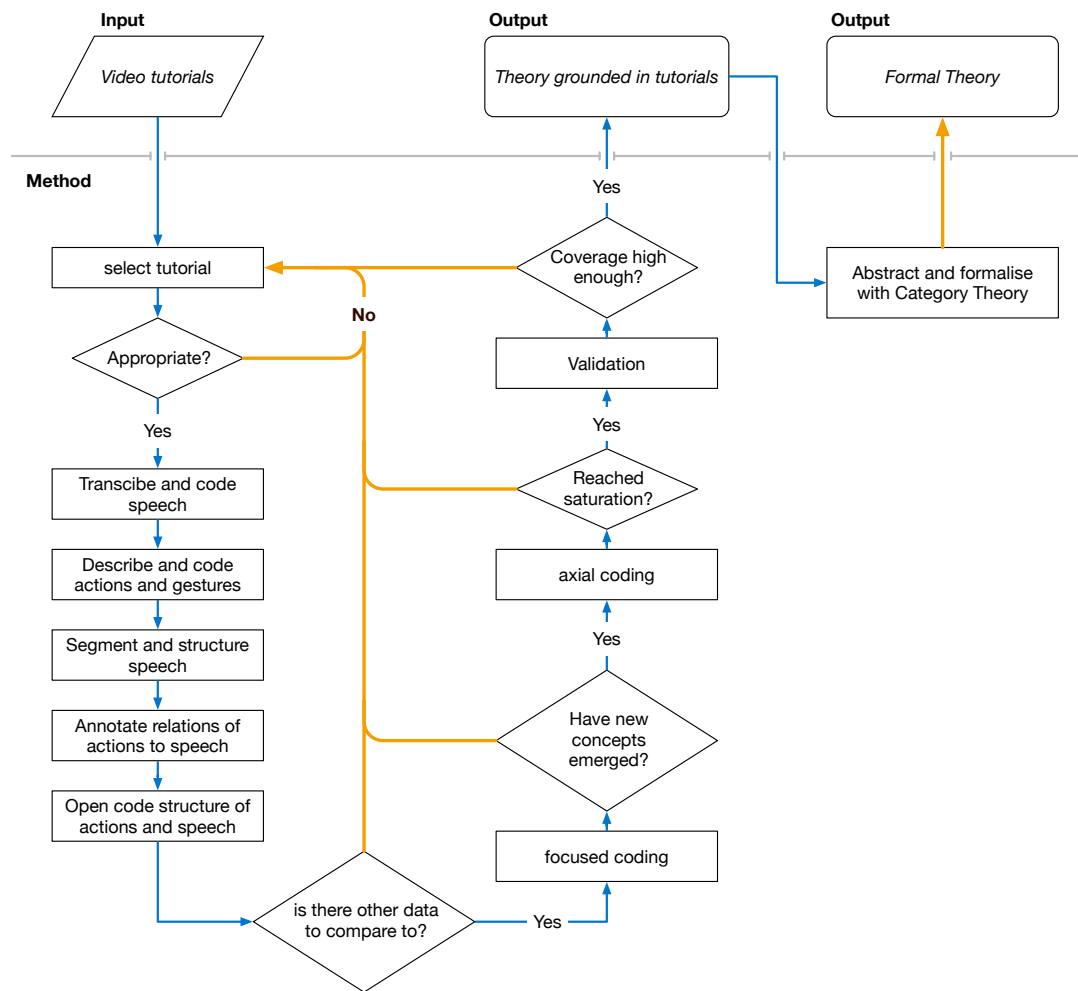 Input
Output
Output
Video tutorials
Theory grounded in tutorials
Formal Theory
Method
select tutorial
Appropriate?
Yes
Transcibe and code
speech
Describe and code
actions and gestures
Segment and structure
speech
Annotate relations of
actions to speech
Open code structure of
actions and speech
is there other data
to compare to?
Yes
No
focused coding
Have new
concepts
emerged?
Yes
axial coding
Reached
saturation?
Yes
Validation
Coverage high
enough?
Yes
Abstract and formalise
with Category Theory